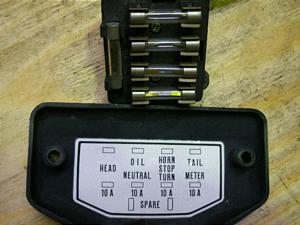 HEAD OIL HORN STOP TURN TAIL
NEUTRAL METER
10 A 10 A 10 A 10 A
SPARE